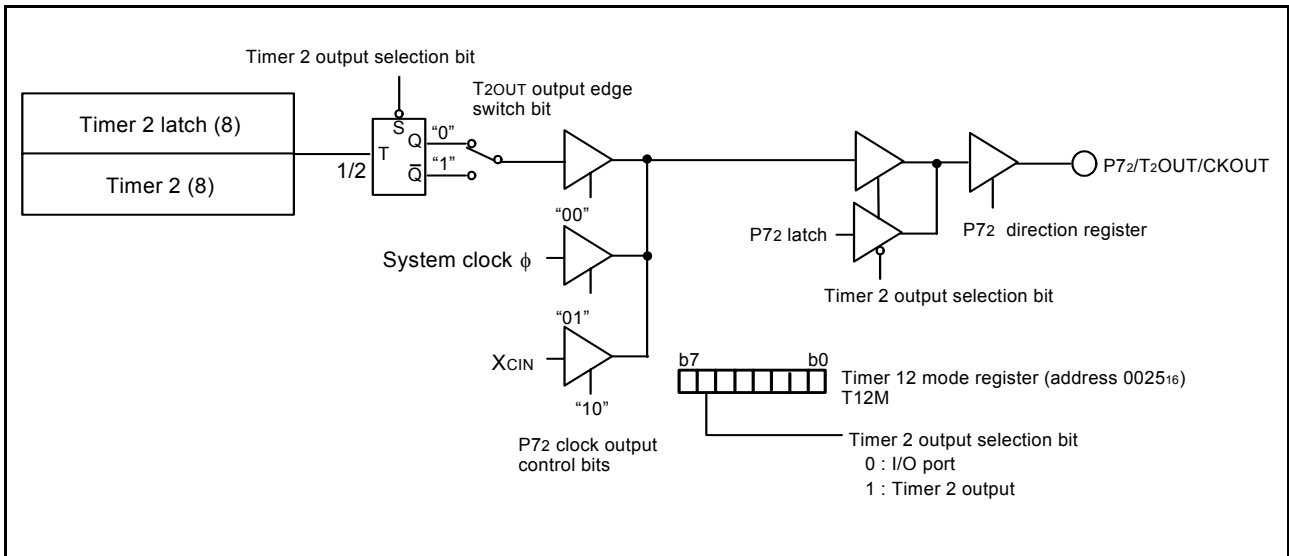 Timer 2 output selection bit
T2OUT output edge
switch bit
Timer 2 latch (8)
Timer 2 (8)
1/2
T
S
Q
Q̅
“0”
“1”
“00”
System clock ϕ
“01”
XCIN
“10”
P72 clock output
control bits
P72 latch
Timer 2 output selection bit
P72 direction register
P72/T2OUT/CKOUT
b7
b0
Timer 12 mode register (address 002516)
T12M
Timer 2 output selection bit
0 : I/O port
1 : Timer 2 output